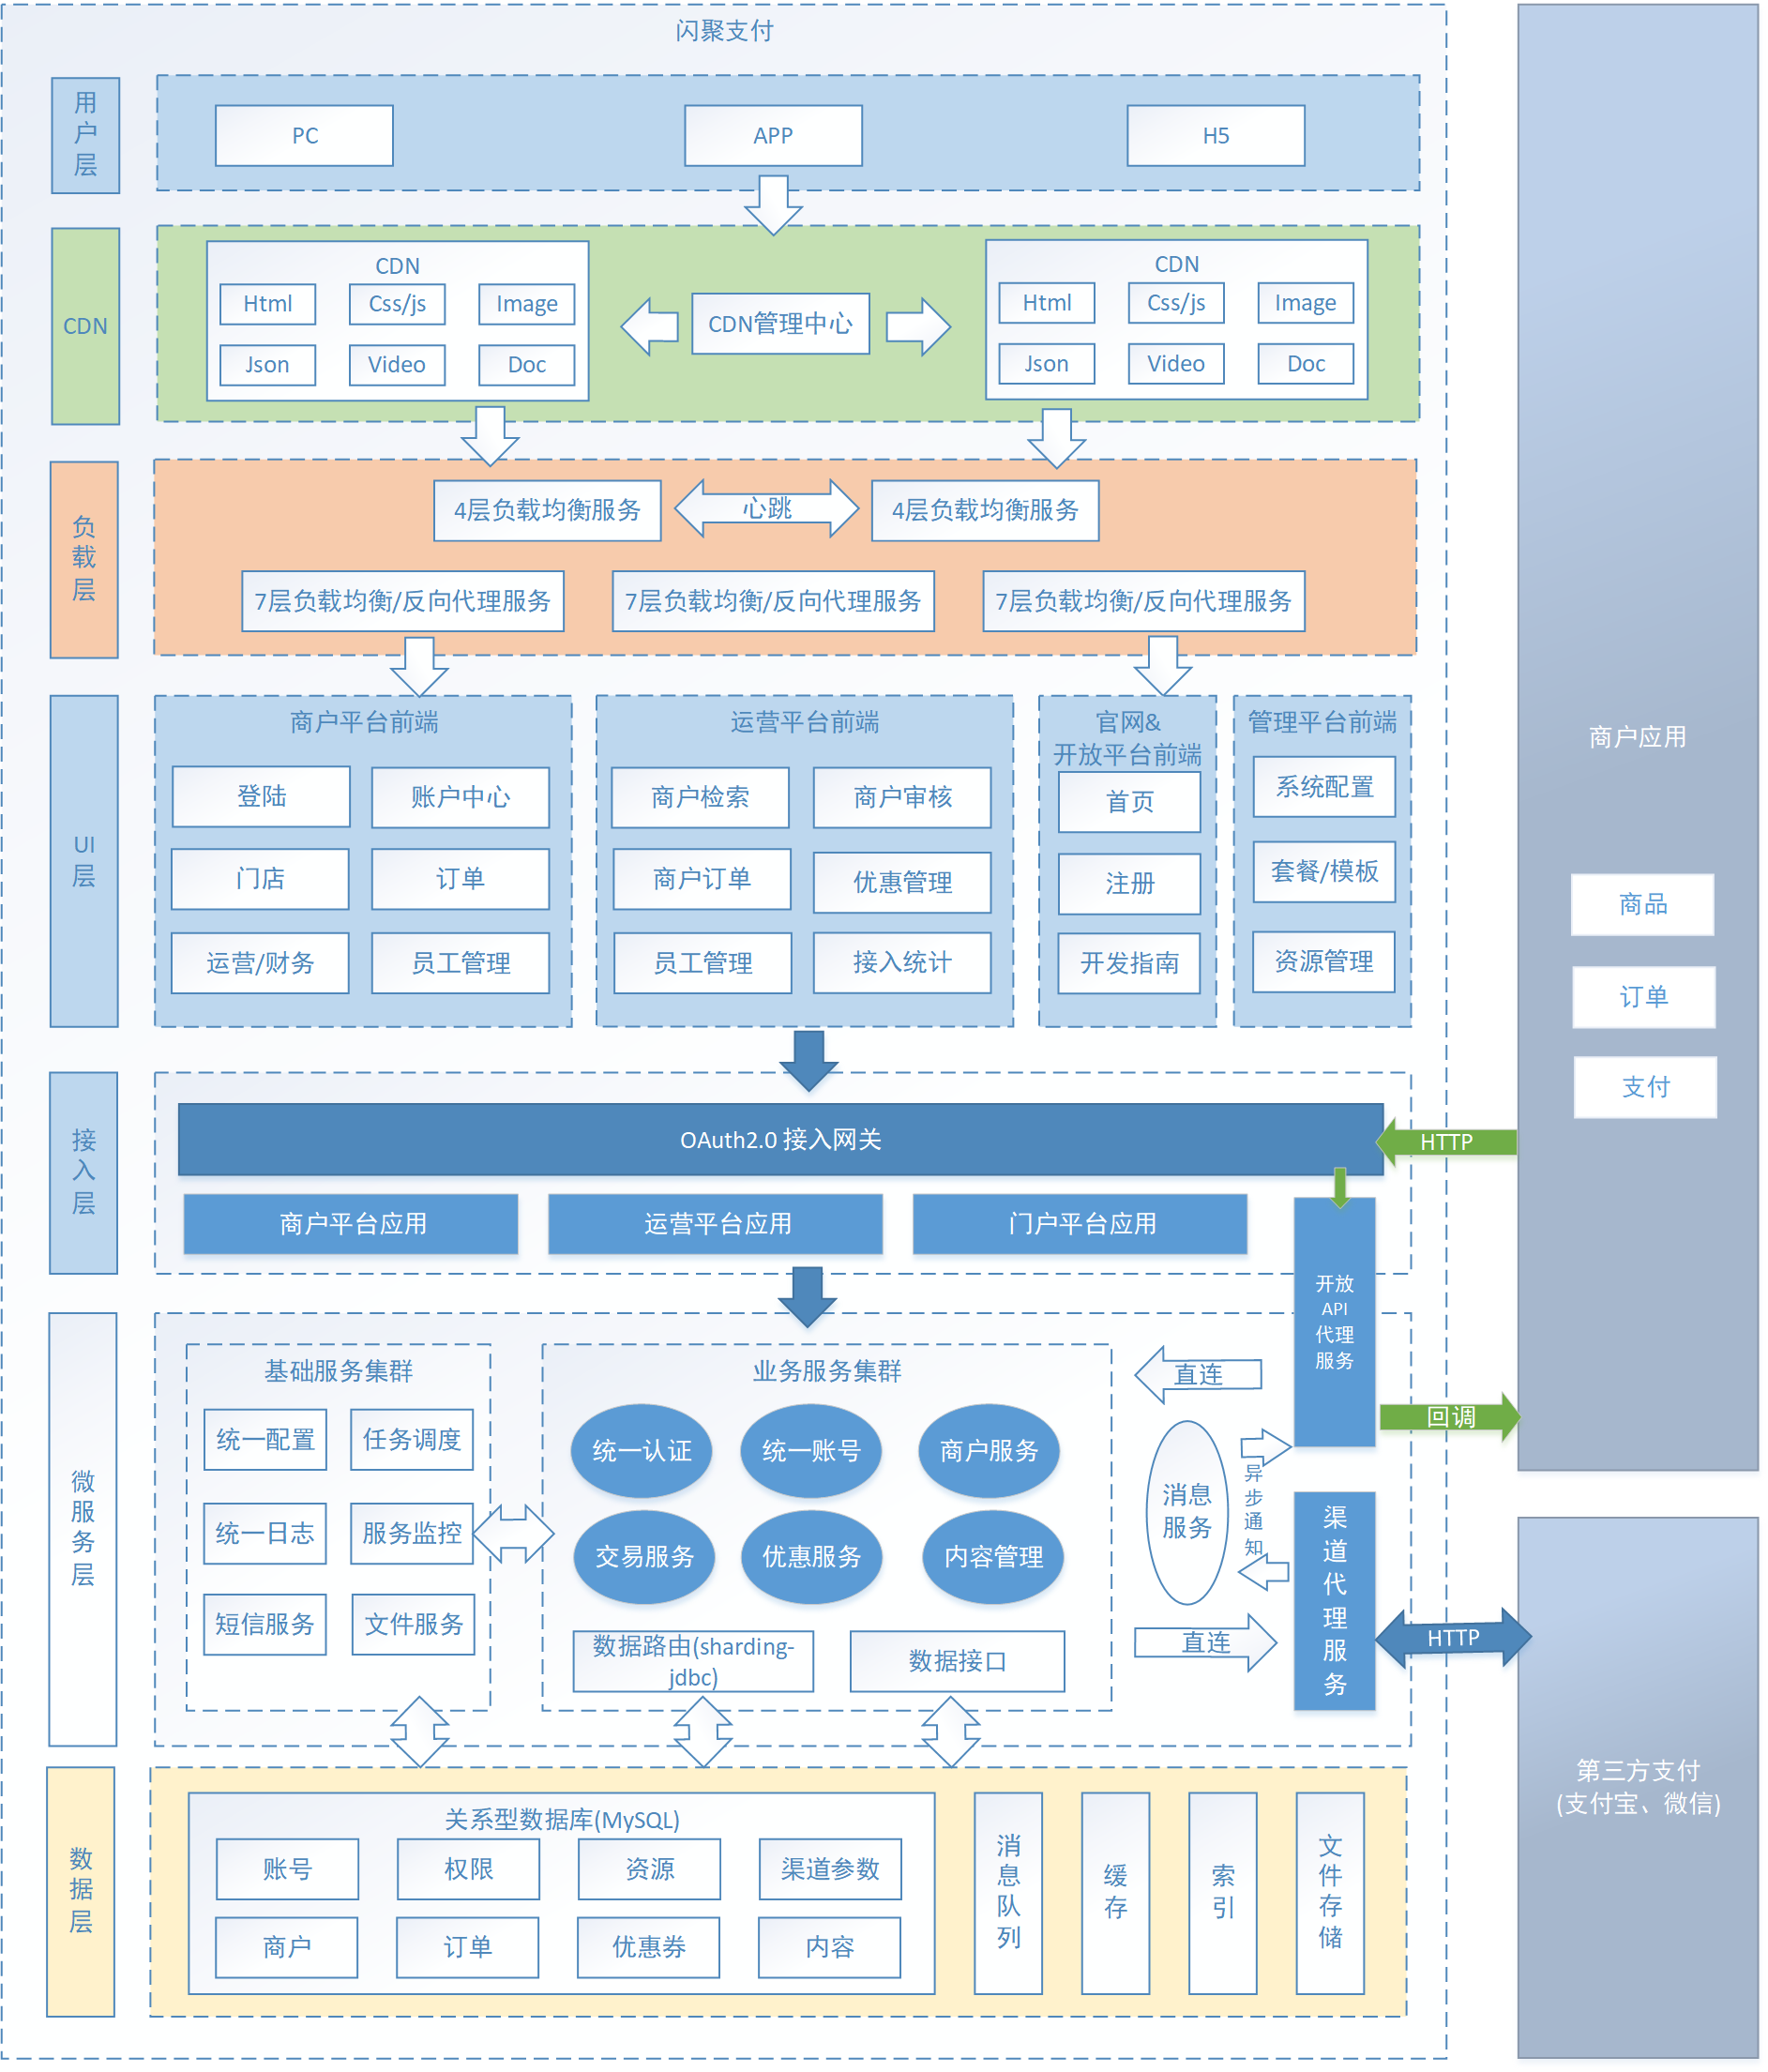 闪聚支付
用
户
层
PC
APP
H5
CDN
CDN
Html
Css/js
Image
Json
Video
Doc
CDN管理中心
CDN
Html
Css/js
Image
Json
Video
Doc
负
载
层
4层负载均衡服务
心跳
4层负载均衡服务
7层负载均衡/反向代理服务
7层负载均衡/反向代理服务
7层负载均衡/反向代理服务
UI
层
商户平台前端
登陆
账户中心
门店
订单
运营/财务
员工管理
运营平台前端
商户检索
商户审核
商户订单
优惠管理
员工管理
接入统计
官网&
开放平台前端
首页
注册
开发指南
管理平台前端
系统配置
套餐/模板
资源管理
商户应用
商品
订单
支付
接
入
层
OAuth2.0 接入网关
HTTP
商户平台应用
运营平台应用
门户平台应用
开放
API
代理
服务
回调
微
服
务
层
基础服务集群
统一配置
任务调度
统一日志
服务监控
短信服务
文件服务
业务服务集群
统一认证
统一账号
商户服务
交易服务
优惠服务
内容管理
数据路由(sharding-
jdbc)
数据接口
直连
消息
服务
异
步
通
知
直连
渠
道
代
理
服
务
HTTP
第三方支付
(支付宝、微信)
数
据
层
关系型数据库(MySQL)
账号
权限
资源
渠道参数
商户
订单
优惠券
内容
消
息
队
列
缓
存
索
引
文
件
存
储